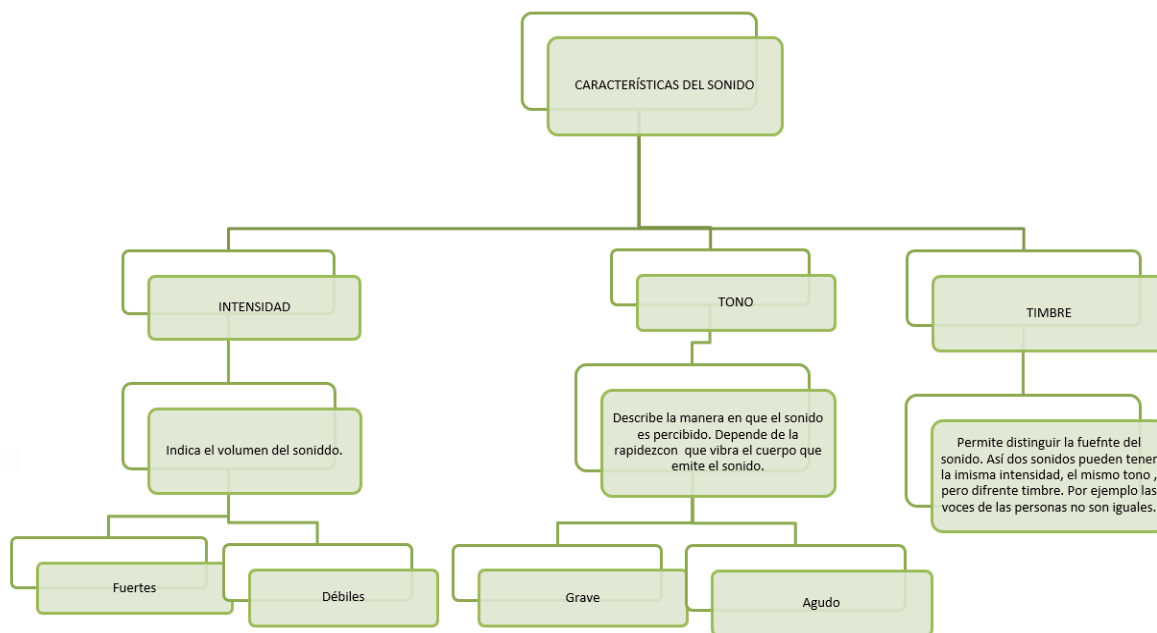 CARACTERÍSTICAS DEL SONIDO
INTENSIDAD
TONO
TIMBRE
Indica el volumen del soniddo.
Describe la manera en que el sonido
es percibido. Depende de la
rapidezcon que vibra el cuerpo que
emite el sonido.
Permite distinguir la fuefnte del
sonido. Así dos sonidos pueden tener
la imisma intensidad, el mismo tono ,
pero difrente timbre. Por ejemplo las
voces de las personas no son iguales.
Fuertes
Débiles
Grave
Agudo